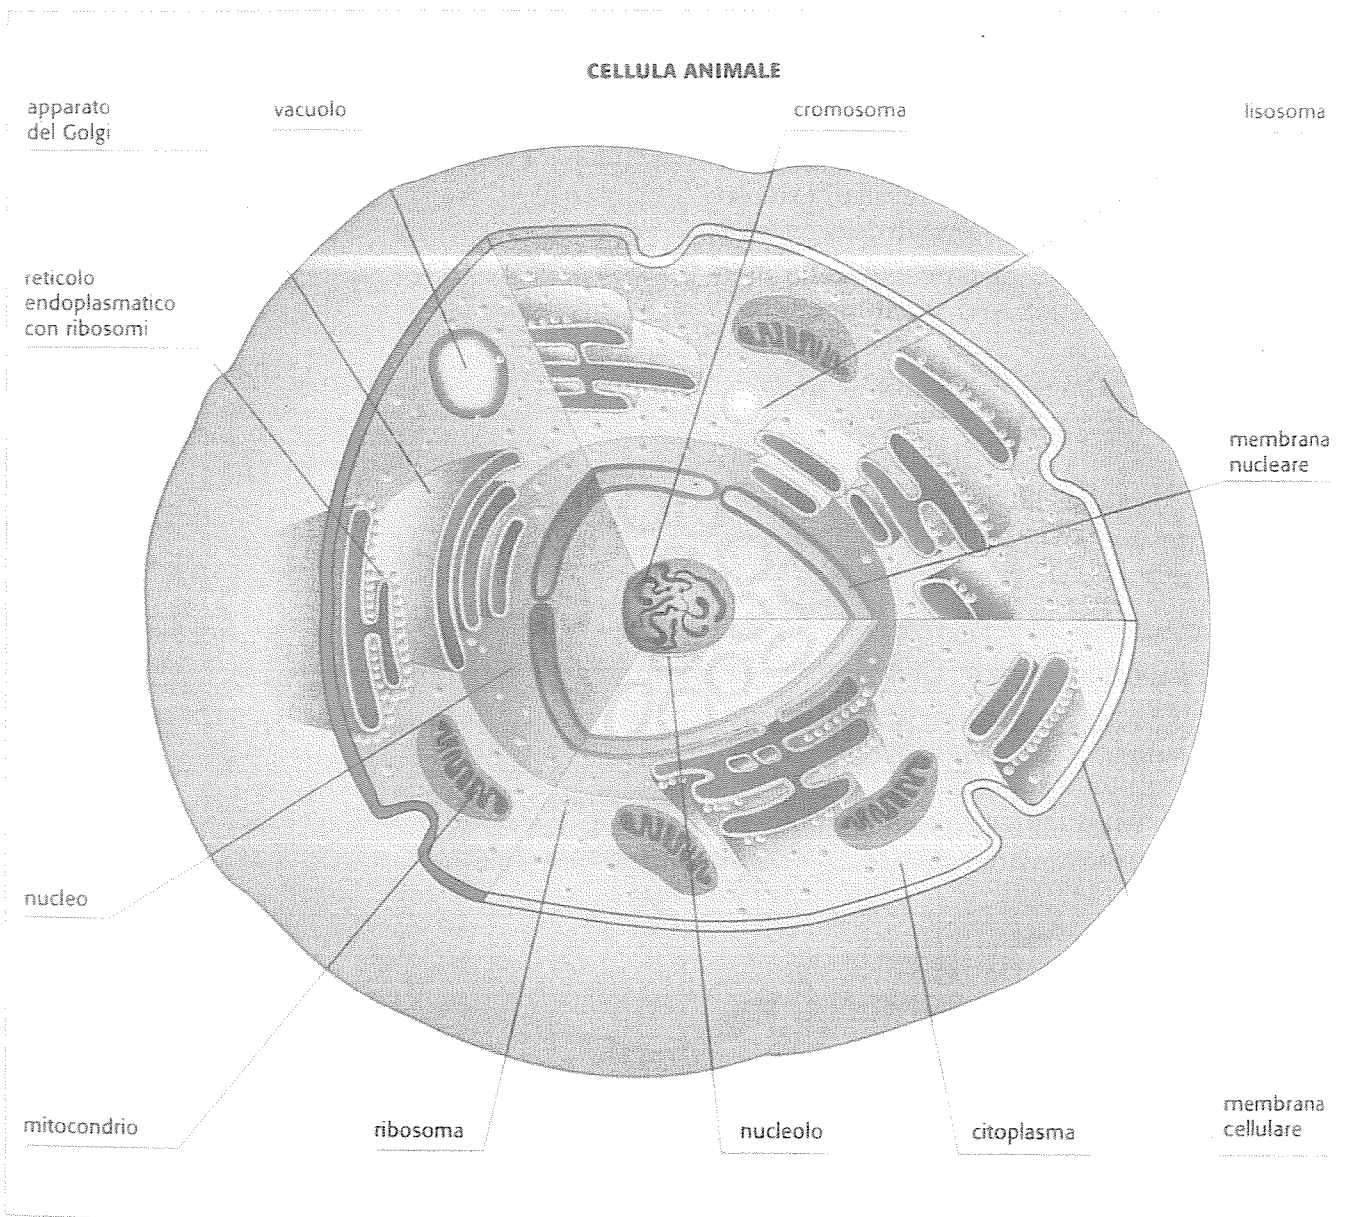 CELLULA ANIMALE
apparato
del Golgi
vacuolo
cromosoma
lisosoma
reticolo
endoplasmatico
con ribosomi
membrana
nucleare
nucleo
mitocondrio
ribosoma
nucleolo
citoplasma
membrana
cellulare